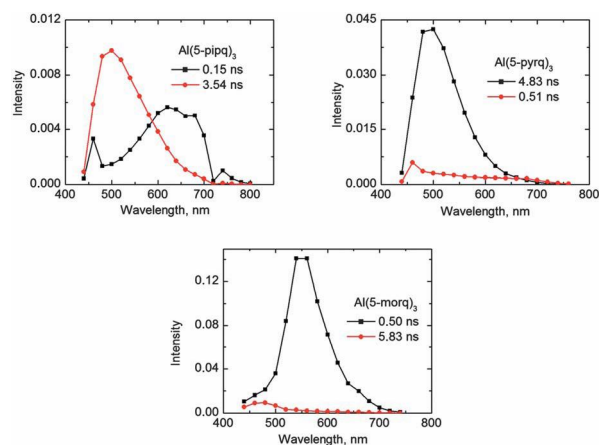 0.012
0.008
0.004
0.000
Intensity
Al(5-pipq)3
0.15 ns
3.54 ns
400 500 600 700 800
Wavelength, nm
0.045
0.030
0.015
0.000
Intensity
Al(5-pyrq)3
4.83 ns
0.51 ns
400 500 600 700 800
Wavelength, nm
0.12
0.08
0.04
0.00
Intensity
Al(5-morq)3
0.50 ns
5.83 ns
400 500 600 700 800
Wavelength, nm